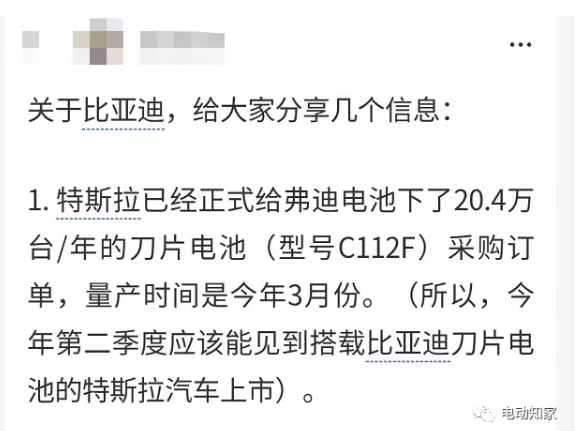 关于比亚迪，给大家分享几个信息：
1. 特斯拉已经正式给弗迪电池下了20.4万
台/年的刀片电池（型号C112F）采购订
单，量产时间是今年3月份。（所以，今
年第二季度应该能见到搭载比亚迪刀片电
池的特斯拉汽车上市）。
电动知家